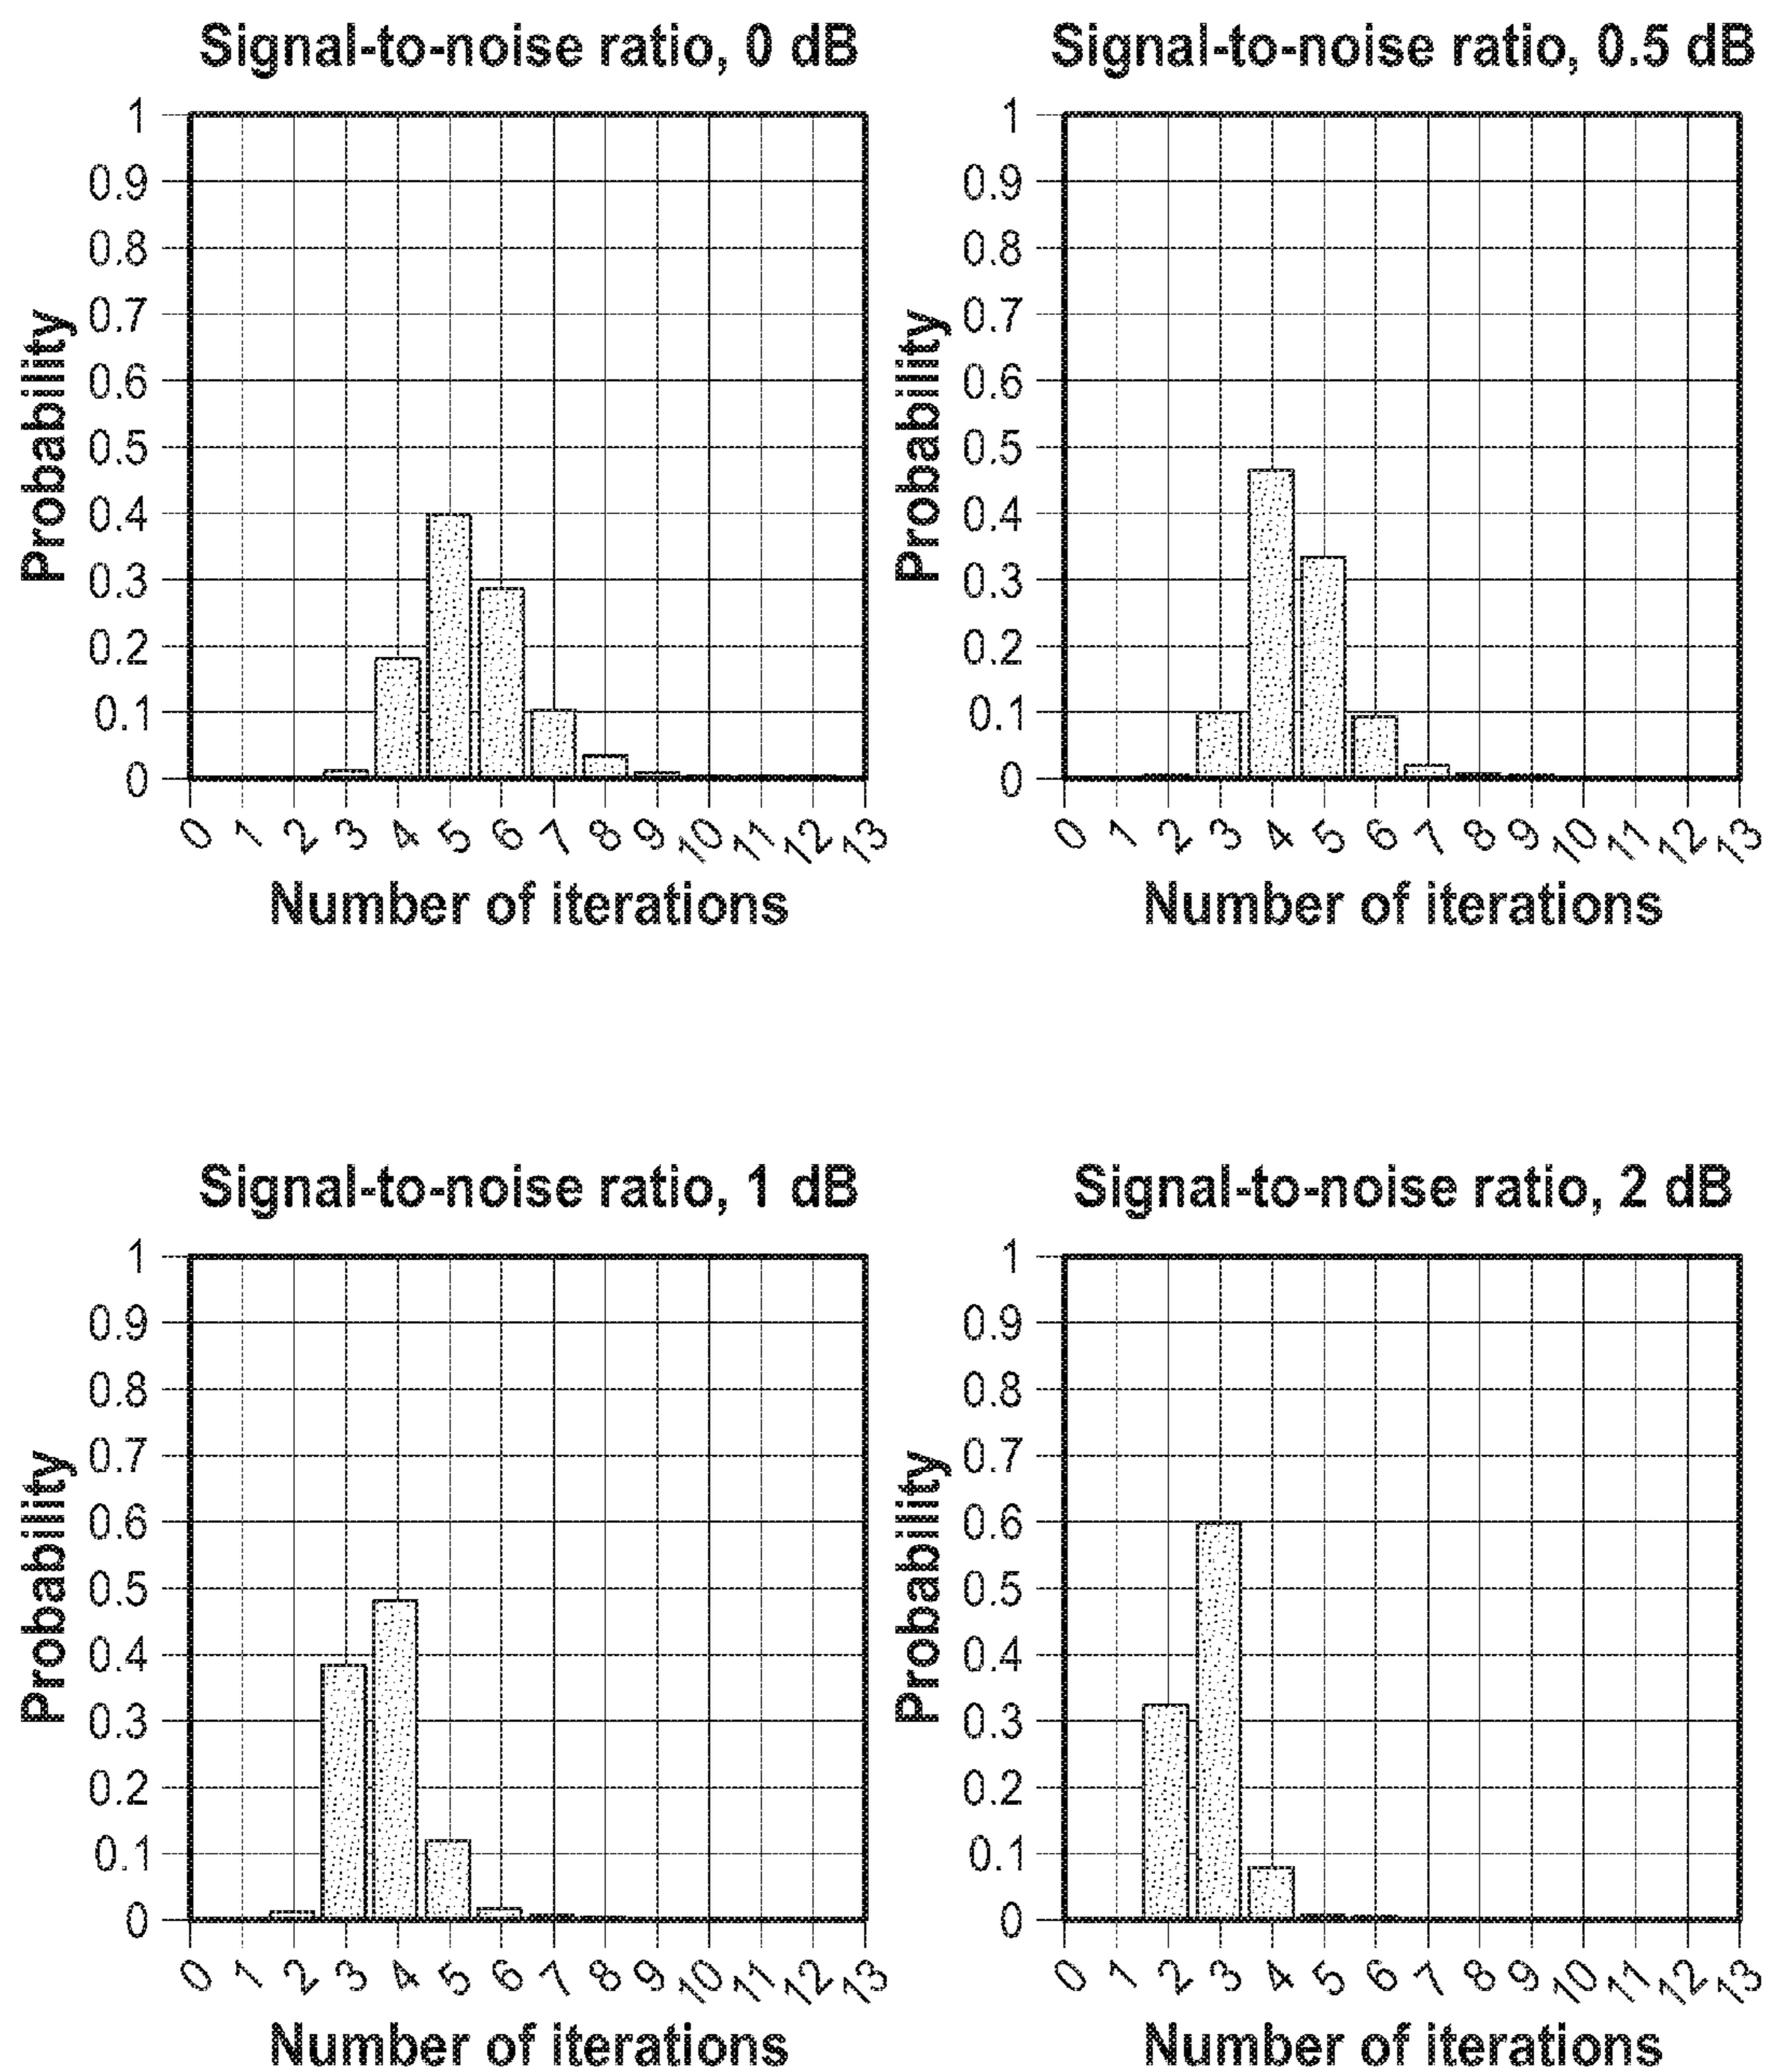 Signal-to-noise ratio, 0 dB
Probability
1
0.9
0.8
0.7
0.6
0.5
0.4
0.3
0.2
0.1
0
0 1 2 3 4 5 6 7 8 9 10 11 12 13
Number of iterations
Signal-to-noise ratio, 0.5 dB
Probability
1
0.9
0.8
0.7
0.6
0.5
0.4
0.3
0.2
0.1
0
0 1 2 3 4 5 6 7 8 9 10 11 12 13
Number of iterations
Signal-to-noise ratio, 1 dB
Probability
1
0.9
0.8
0.7
0.6
0.5
0.4
0.3
0.2
0.1
0
0 1 2 3 4 5 6 7 8 9 10 11 12 13
Number of iterations
Signal-to-noise ratio, 2 dB
Probability
1
0.9
0.8
0.7
0.6
0.5
0.4
0.3
0.2
0.1
0
0 1 2 3 4 5 6 7 8 9 10 11 12 13
Number of iterations